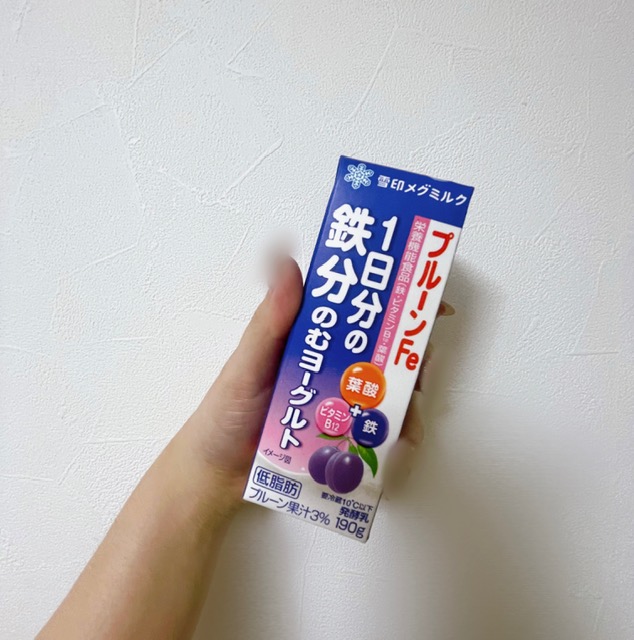 雪印メグミルク
プルーンFe
栄養機能食品(鉄・ビタミンB12・葉酸)
1日分の
鉄分のむヨーグルト
葉酸
+
ビタミン
B12
鉄
イメージ図
低脂肪
要冷蔵10℃以下
発酵乳
プルーン果汁3% 190g